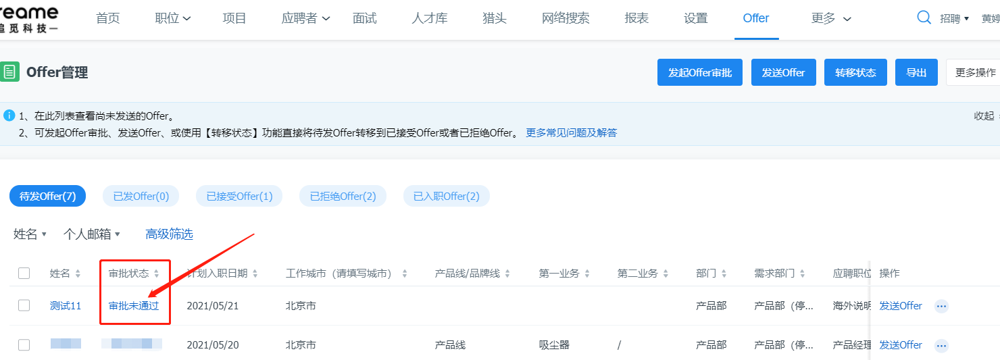 reame
追觅科技
首页 职位 项目 应聘者 面试 人才库 猎头 网络搜索 报表 设置 Offer 更多 招聘 黄婷
Offer管理 发起Offer审批 发送Offer 转移状态 导出 更多操作
1、在此列表查看尚未发送的Offer。 收起
2、可发起Offer审批、发送Offer、或使用【转移状态】功能直接将待发Offer转移到已接受Offer或者已拒绝Offer。 更多常见问题及解答
待发Offer(7) 已发Offer(0) 已接受Offer(1) 已拒绝Offer(2) 已入职Offer(2)
姓名 个人邮箱 高级筛选
姓名 审批状态 计划入职日期 工作城市（请填写城市） 产品线/品牌线 第一业务 第二业务 部门 需求部门 应聘职位 操作
测试11 审批未通过 2021/05/21 北京市 产品部 产品部（停... 海外说明 发送Offer
2021/05/20 北京市 产品线 吸尘器 / 产品部 产品部（停... 产品经理 发送Offer